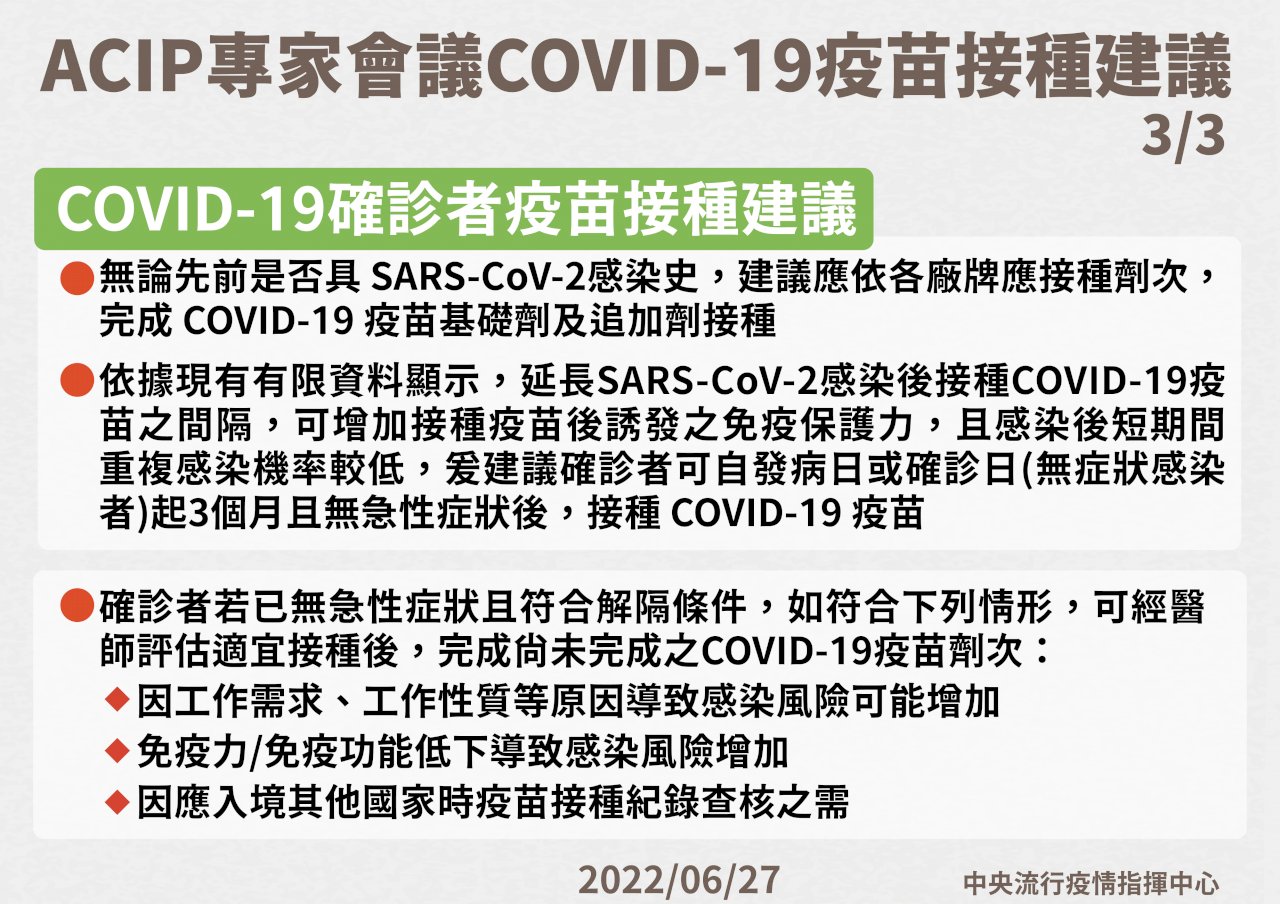 ACIP專家會議COVID-19疫苗接種建議
3/3
COVID-19確診者疫苗接種建議
●無論先前是否具 SARS-CoV-2感染史，建議應依各廠牌應接種劑次，
完成 COVID-19 疫苗基礎劑及追加劑接種
●依據現有有限資料顯示，延長SARS-CoV-2感染後接種COVID-19疫
苗之間隔，可增加接種疫苗後誘發之免疫保護力，且感染後短期間
重複感染機率較低，爰建議確診者可自發病日或確診日(無症狀感染
者)起3個月且無急性症狀後，接種 COVID-19 疫苗
●確診者若已無急性症狀且符合解隔條件，如符合下列情形，可經醫
師評估適宜接種後，完成尚未完成之COVID-19疫苗劑次：
◆因工作需求、工作性質等原因導致感染風險可能增加
◆免疫力/免疫功能低下導致感染風險增加
◆因應入境其他國家時疫苗接種紀錄查核之需
2022/06/27
中央流行疫情指揮中心